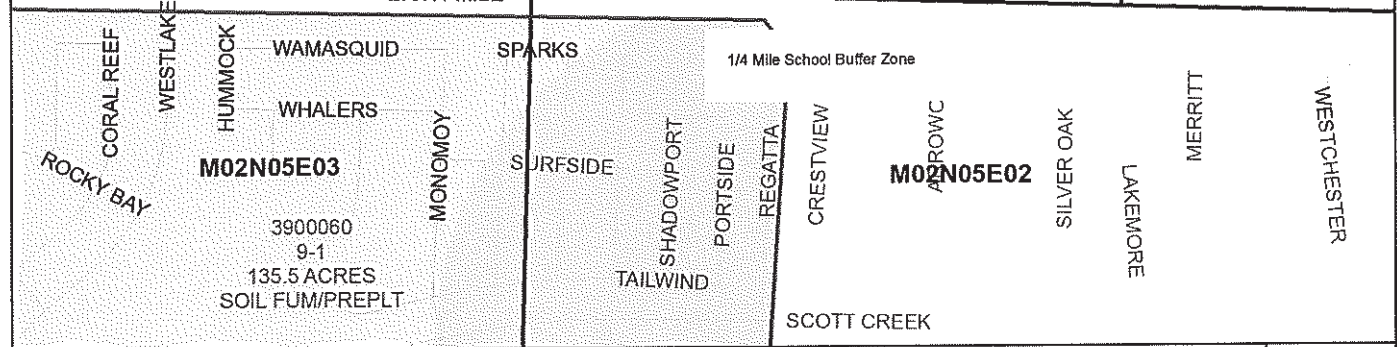 CORAL REEF
WESTLAKE
HUMMOCK
WAMASQUID
SPARKS
1/4 Mile School Buffer Zone
WHALERS
MONOMOY
SURFSIDE
SHADOWPORT
PORTSIDE
REGATTA
CRESTVIEW
SILVER OAK
LAKEMORE
MERRITT
WESTCHESTER
ROCKY BAY
M02N05E03
M02N05E02
3900060
9-1
135.5 ACRES
SOIL FUM/PREPLT
TAILWIND
SCOTT CREEK